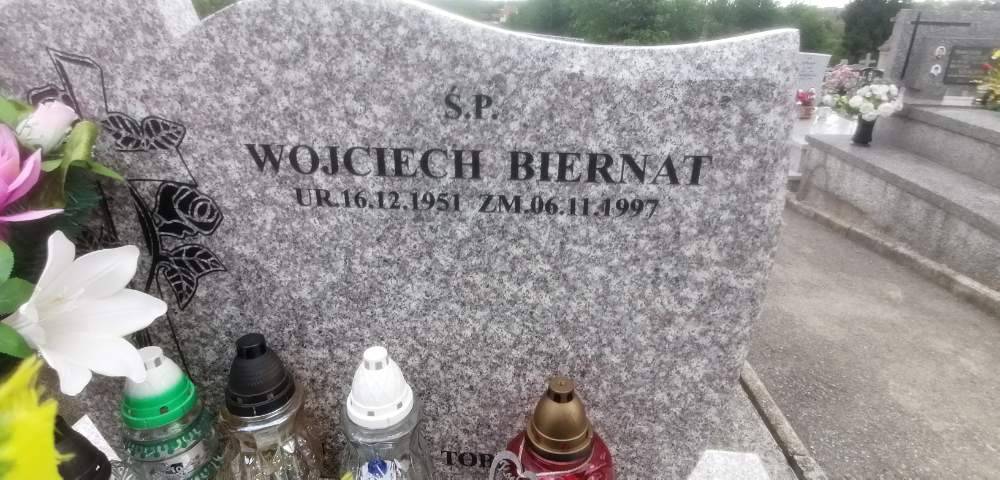 Ś.P.
WOJCIECH BIERNAT
UR.16.12.1951 ZM.06.11.1997